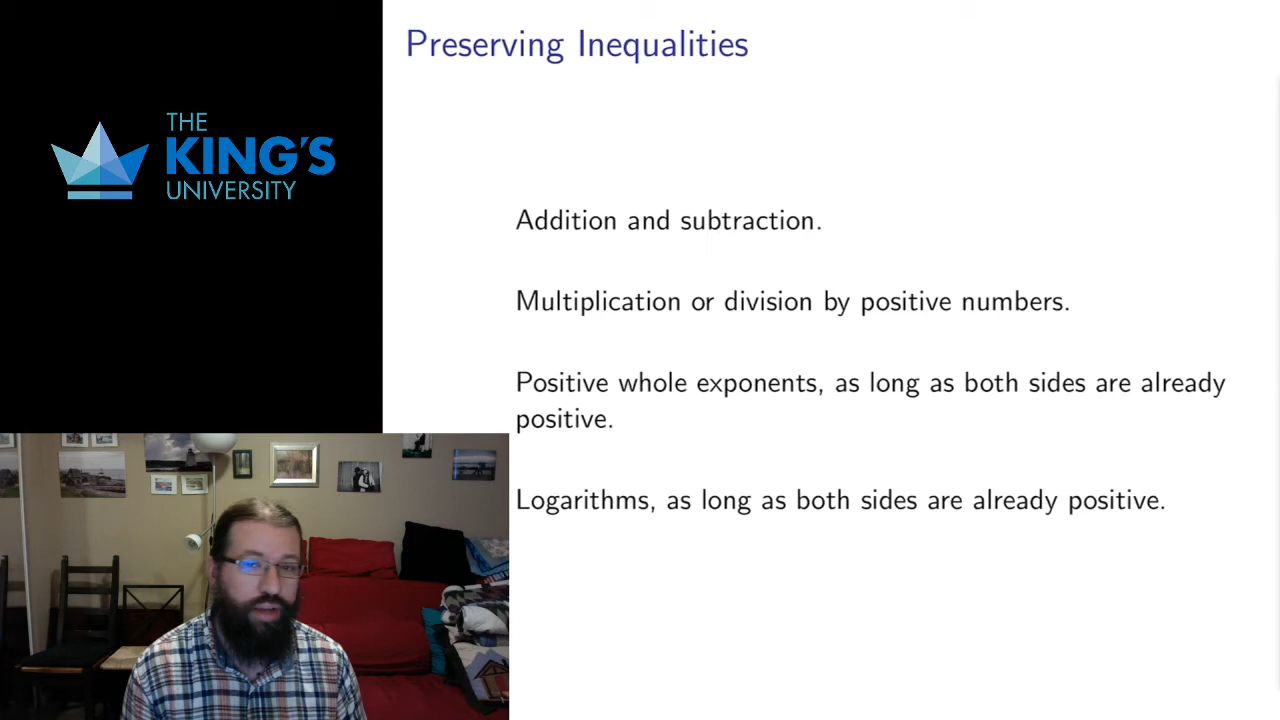 THE
KING'S
UNIVERSITY
Preserving Inequalities
Addition and subtraction.
Multiplication or division by positive numbers.
Positive whole exponents, as long as both sides are already
positive.
Logarithms, as long as both sides are already positive.